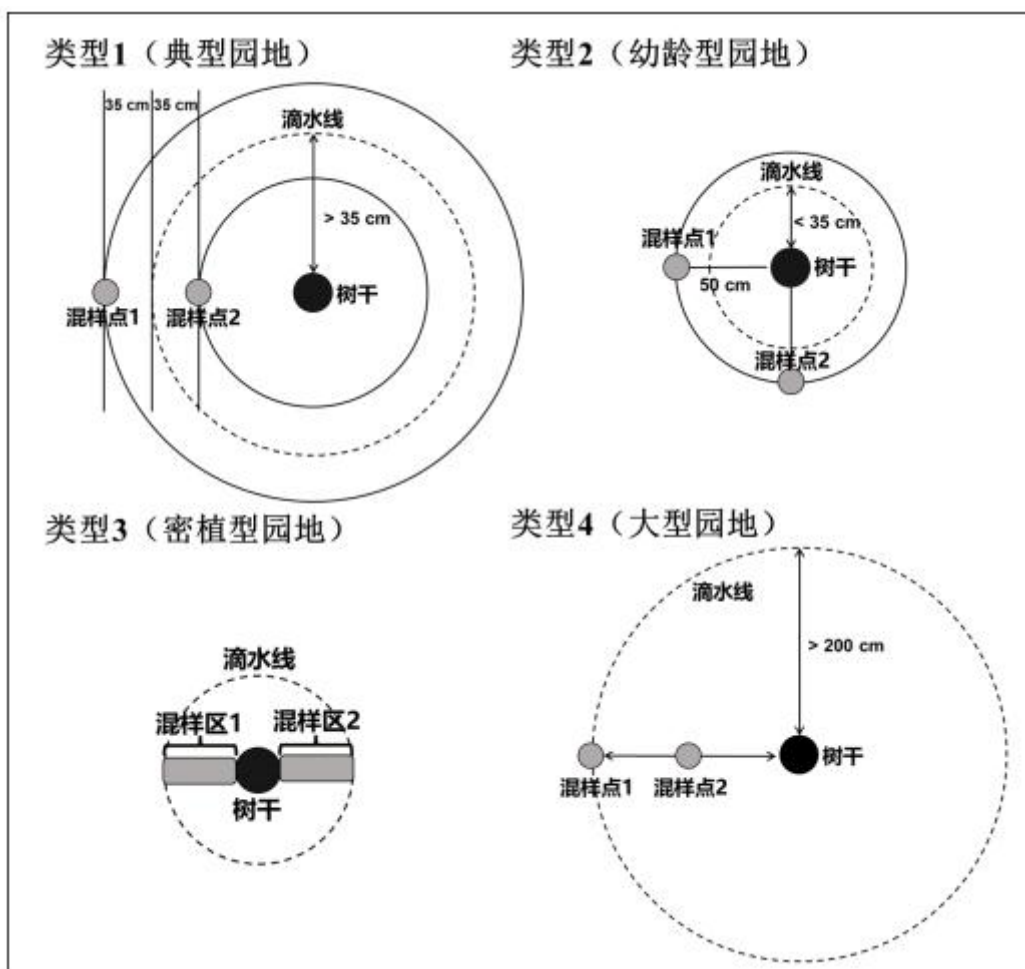 类型1（典型园地）
35 cm
35 cm
滴水线
> 35 cm
树干
混样点1
混样点2
类型2（幼龄型园地）
滴水线
< 35 cm
混样点1
树干
50 cm
混样点2
类型3（密植型园地）
滴水线
混样区1
混样区2
树干
类型4（大型园地）
滴水线
> 200 cm
树干
混样点1
混样点2